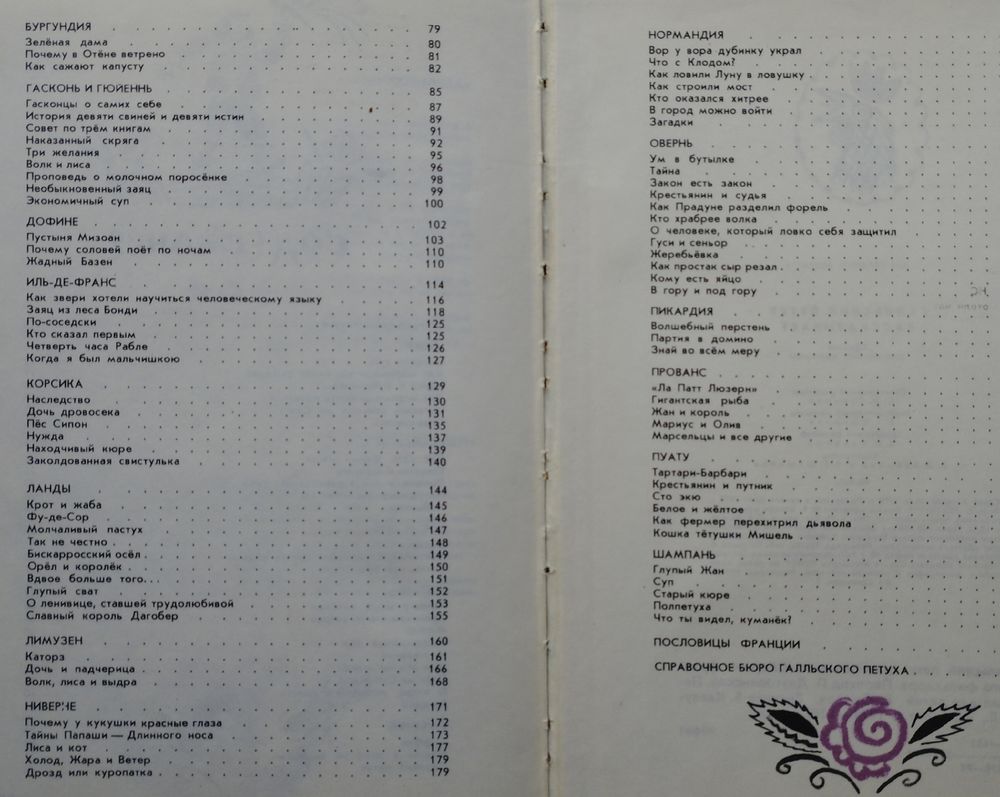 БУРГУНДИЯ . . . 79
Зелёная дама . . . 80
Почему в Отёне ветрено . . . 81
Как сажают капусту . . . 82
ГАСКОНЬ И ГЮЙЕННЬ . . . 85
Гасконцы о самих себе . . . 87
История девяти свиней и девяти истин . . . 89
Совет по трём книгам . . . 91
Наказанный скряга . . . 92
Три желания . . . 95
Волк и лиса . . . 96
Проповедь о молочном поросёнке . . . 98
Необыкновенный заяц . . . 99
Экономичный суп . . . 100
ДОФИНЕ . . . 102
Пустыня Мизоан . . . 103
Почему соловей поёт по ночам . . . 110
Жадный Базен . . . 110
ИЛЬ-ДЕ-ФРАНС . . . 114
Как звери хотели научиться человеческому языку . . . 116
Заяц из леса Бонди . . . 118
По-соседски . . . 125
Кто сказал первым . . . 125
Четверть часа Рабле . . . 126
Когда я был мальчишкою . . . 127
КОРСИКА . . . 129
Наследство . . . 130
Дочь дровосека . . . 131
Пёс Сипон . . . 135
Нужда . . . 137
Находчивый кюре . . . 139
Заколдованная свистулька . . . 140
ЛАНДЫ . . . 144
Крот и жаба . . . 145
Фу-де-Сор . . . 146
Молчаливый пастух . . . 147
Так не честно . . . 148
Бискарросский осёл . . . 149
Орёл и королёк . . . 150
Вдвое больше того... . . . 151
Глупый сват . . . 152
О ленивице, ставшей трудолюбивой . . . 153
Славный король Дагобер . . . 155
ЛИМУЗЕН . . . 160
Каторз . . . 161
Дочь и падчерица . . . 166
Волк, лиса и выдра . . . 168
НИВЕРНЕ . . . 171
Почему у кукушки красные глаза . . . 172
Тайны Папаши — Длинного носа . . . 173
Лиса и кот . . . 177
Холод, Жара и Ветер . . . 179
Дрозд или куропатка . . . 179
НОРМАНДИЯ . . .
Вор у вора дубинку украл . . .
Что с Клодом? . . .
Как ловили Луну в ловушку . . .
Как строили мост . . .
Кто оказался хитрее . . .
В город можно войти . . .
Загадки . . .
ОВЕРНЬ . . .
Ум в бутылке . . .
Тайна . . .
Закон есть закон . . .
Крестьянин и судья . . .
Как Прадуне разделил форель . . .
Кто храбрее волка . . .
О человеке, который ловко себя защитил . . .
Гуси и сеньор . . .
Жеребьёвка . . .
Как простак сыр резал . . .
Кому есть яйцо . . .
В гору и под гору . . .
ПИКАРДИЯ . . .
Волшебный перстень . . .
Партия в домино . . .
Знай во всём меру . . .
ПРОВАНС . . .
«Ла Патт Люзерн» . . .
Гигантская рыба . . .
Жан и король . . .
Мариус и Олив . . .
Марсельцы и все другие . . .
ПУАТУ . . .
Тартари-Барбари . . .
Крестьянин и путник . . .
Сто экю . . .
Белое и жёлтое . . .
Как фермер перехитрил дьявола . . .
Кошка тётушки Мишель . . .
ШАМПАНЬ . . .
Глупый Жан . . .
Суп . . .
Старый кюре . . .
Полпетуха . . .
Что ты видел, куманёк? . . .
ПОСЛОВИЦЫ ФРАНЦИИ . . .
СПРАВОЧНОЕ БЮРО ГАЛЛЬСКОГО ПЕТУХА . . .